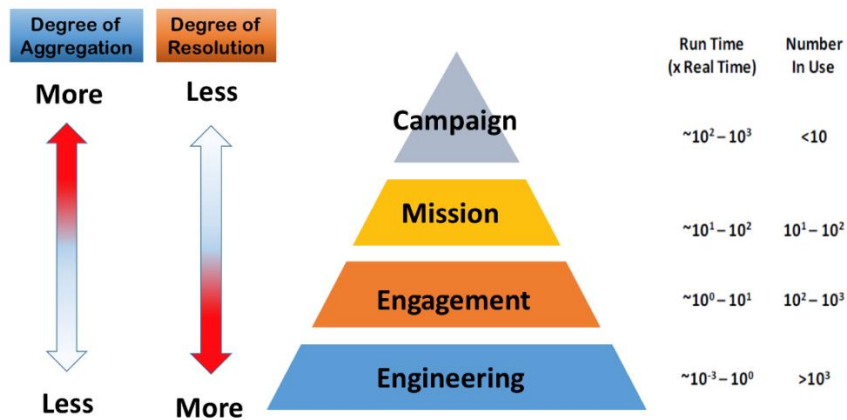 Degree of
Aggregation
Degree of
Resolution
Run Time
(x Real Time)
Number
In Use
More
Less
Campaign
~10² – 10³
<10
Mission
~10¹ – 10²
10¹ – 10²
Engagement
~10⁰ – 10¹
10² – 10³
Engineering
~10⁻³ – 10⁰
>10³
Less
More